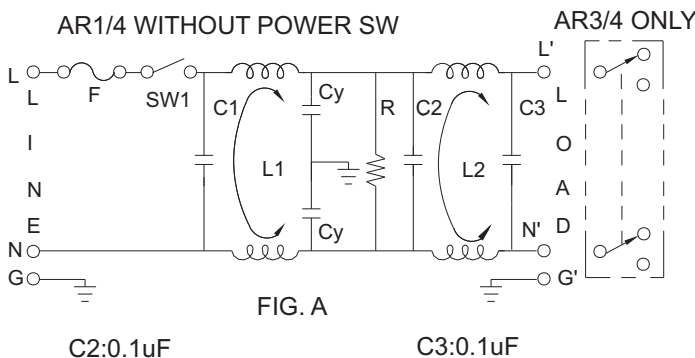 AR1/4 WITHOUT POWER SW
AR3/4 ONLY
L
F
SW1
C1
L1
Cy
Cy
R
C2
L2
C3
L'
L
I
N
E
L
O
A
D
N
N'
G
G'
FIG. A
C2:0.1uF
C3:0.1uF